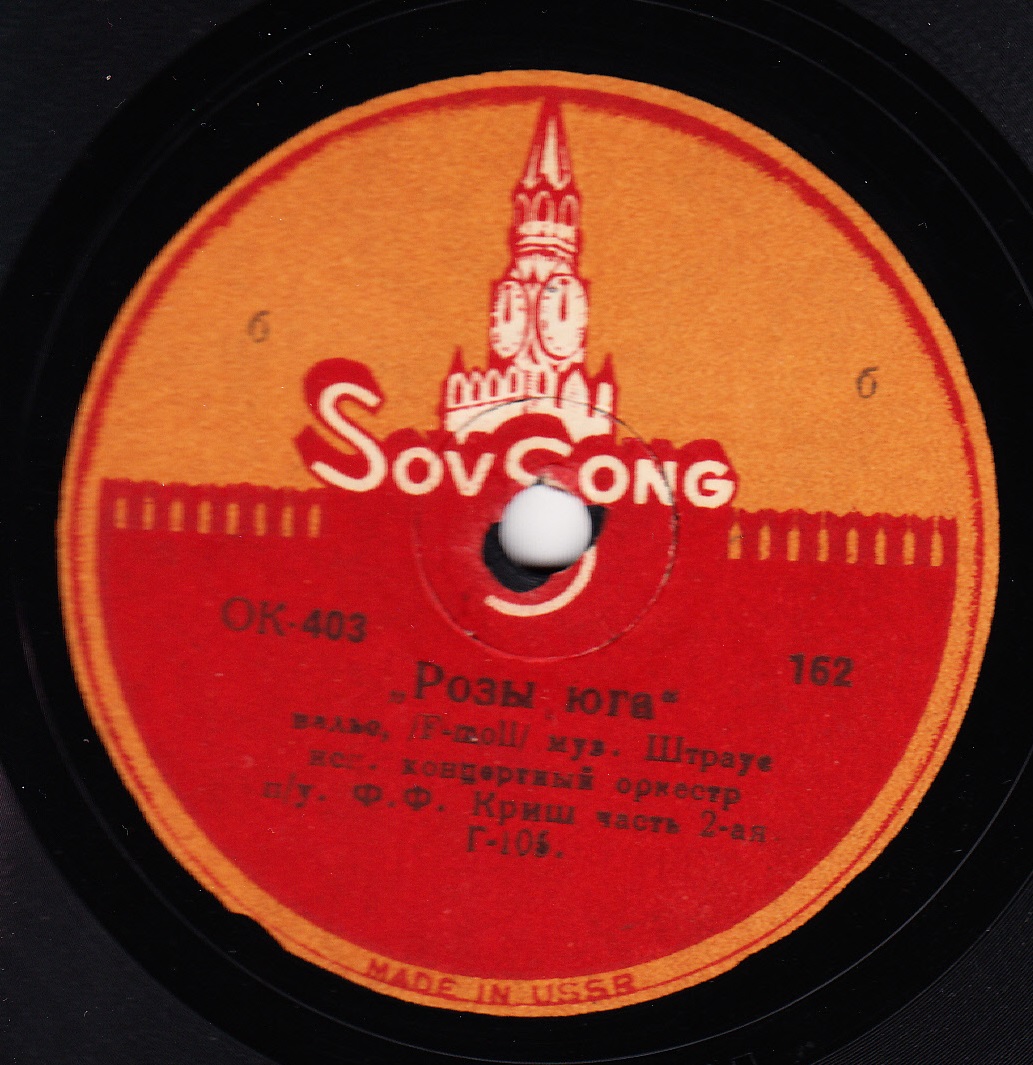 б
б
SovSong
ОК-403
162
„Розы юга“
вальс, /F-moll/ муз. Штраус
исп. концертный оркестр
п/у. Ф.Ф. Криш часть 2-ая
MADE IN USSR